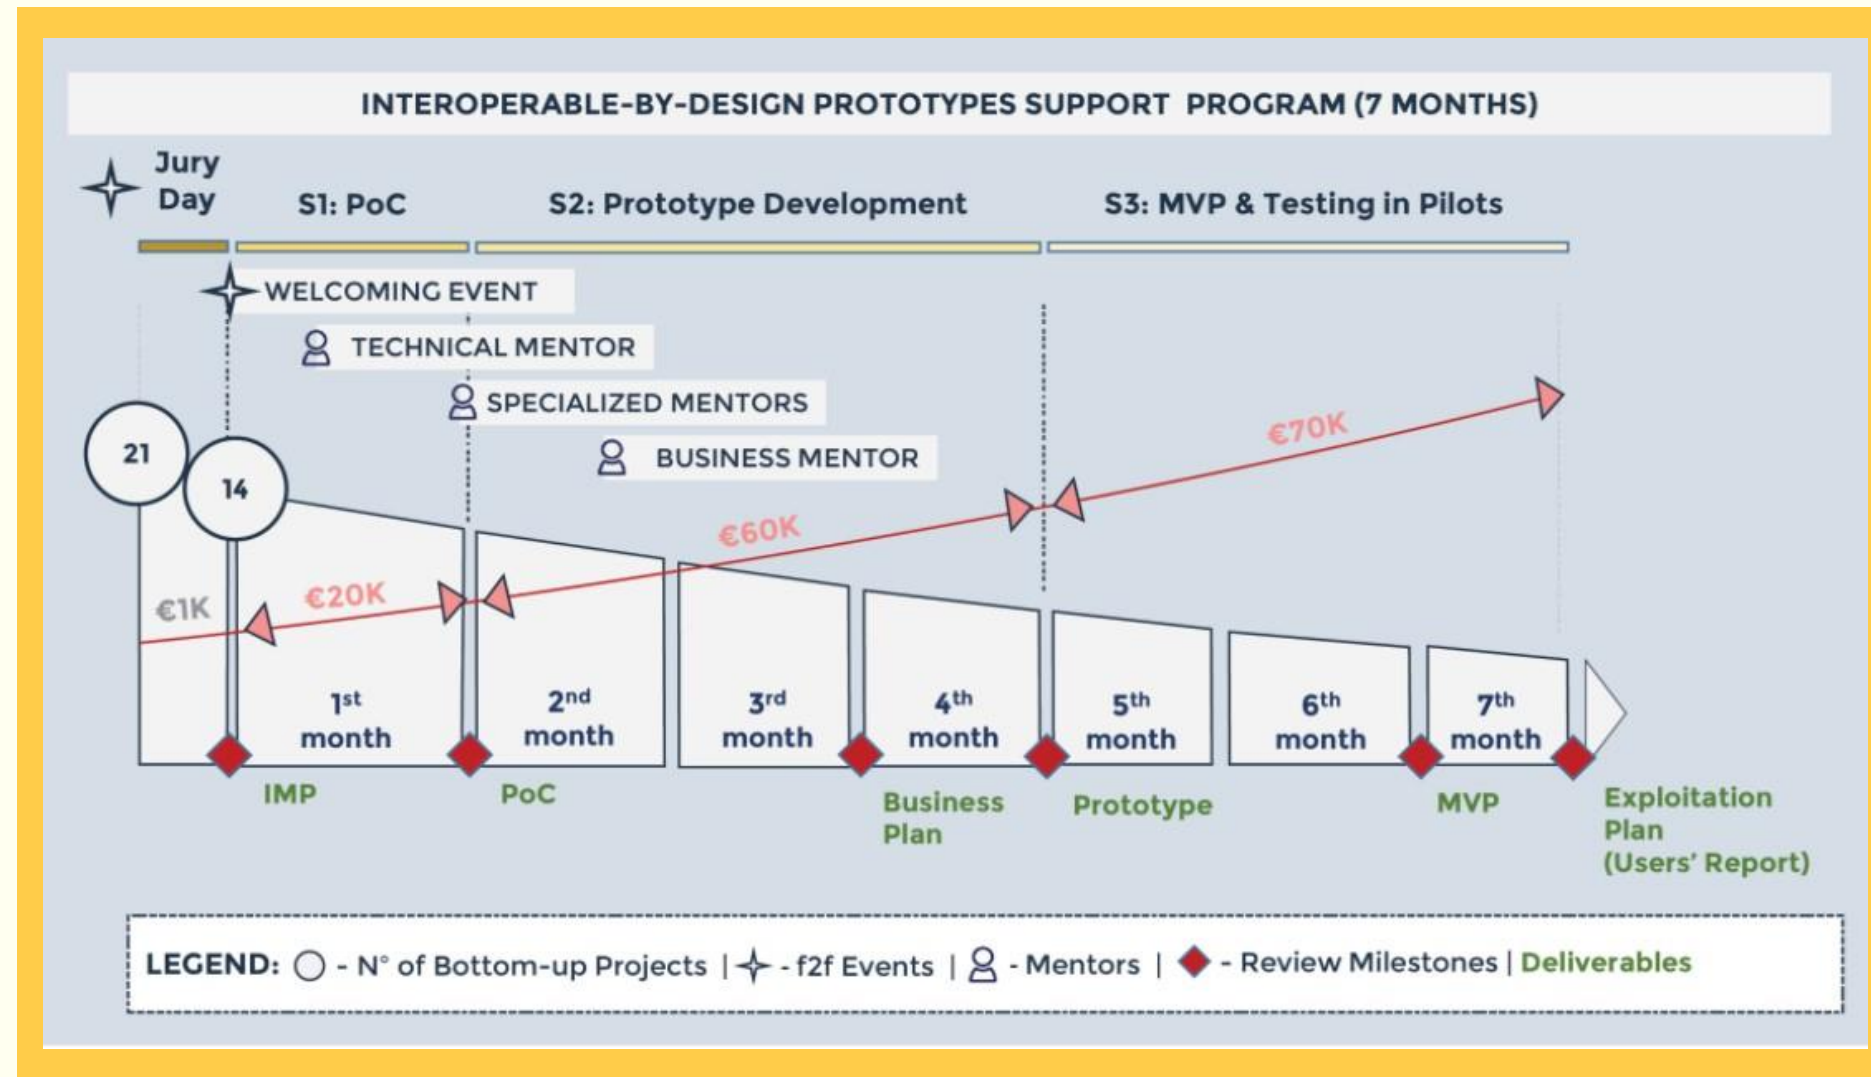 INTEROPERABLE-BY-DESIGN PROTOTYPES SUPPORT PROGRAM (7 MONTHS)
Jury
Day
S1: PoC
S2: Prototype Development
S3: MVP & Testing in Pilots
WELCOMING EVENT
TECHNICAL MENTOR
SPECIALIZED MENTORS
BUSINESS MENTOR
21
14
€1K
€20K
€60K
€70K
1st
month
2nd
month
3rd
month
4th
month
5th
month
6th
month
7th
month
IMP
PoC
Business
Plan
Prototype
MVP
Exploitation
Plan
(Users' Report)
LEGEND: - N° of Bottom-up Projects | - f2f Events | - Mentors | - Review Milestones | Deliverables